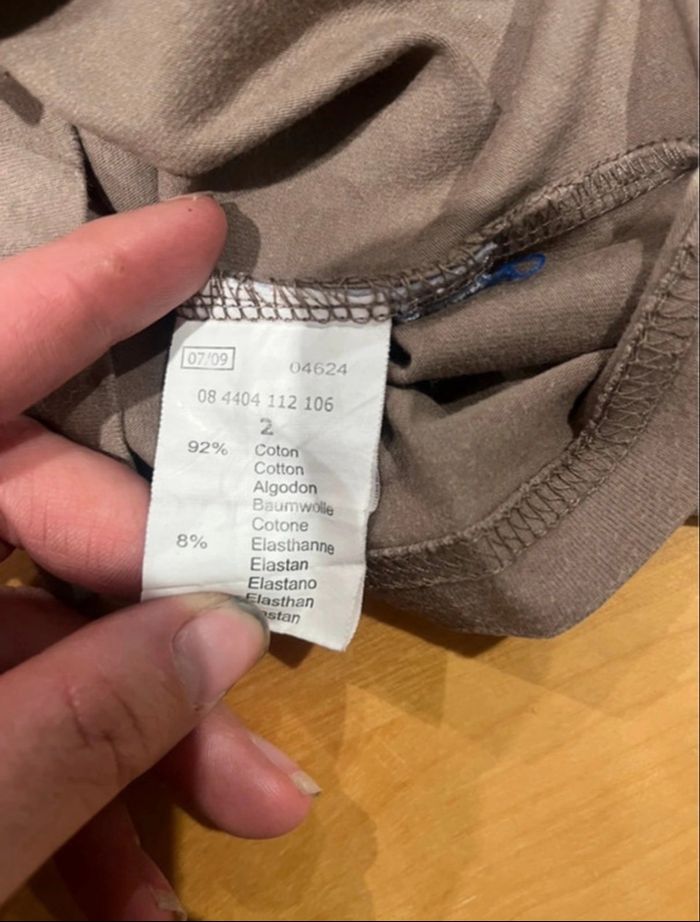 07/09 04624
08 4404 112 106
2
92% Coton
Cotton
Algodon
Baumwolle
Cotone
8% Elasthanne
Elastan
Elastano
Elasthan